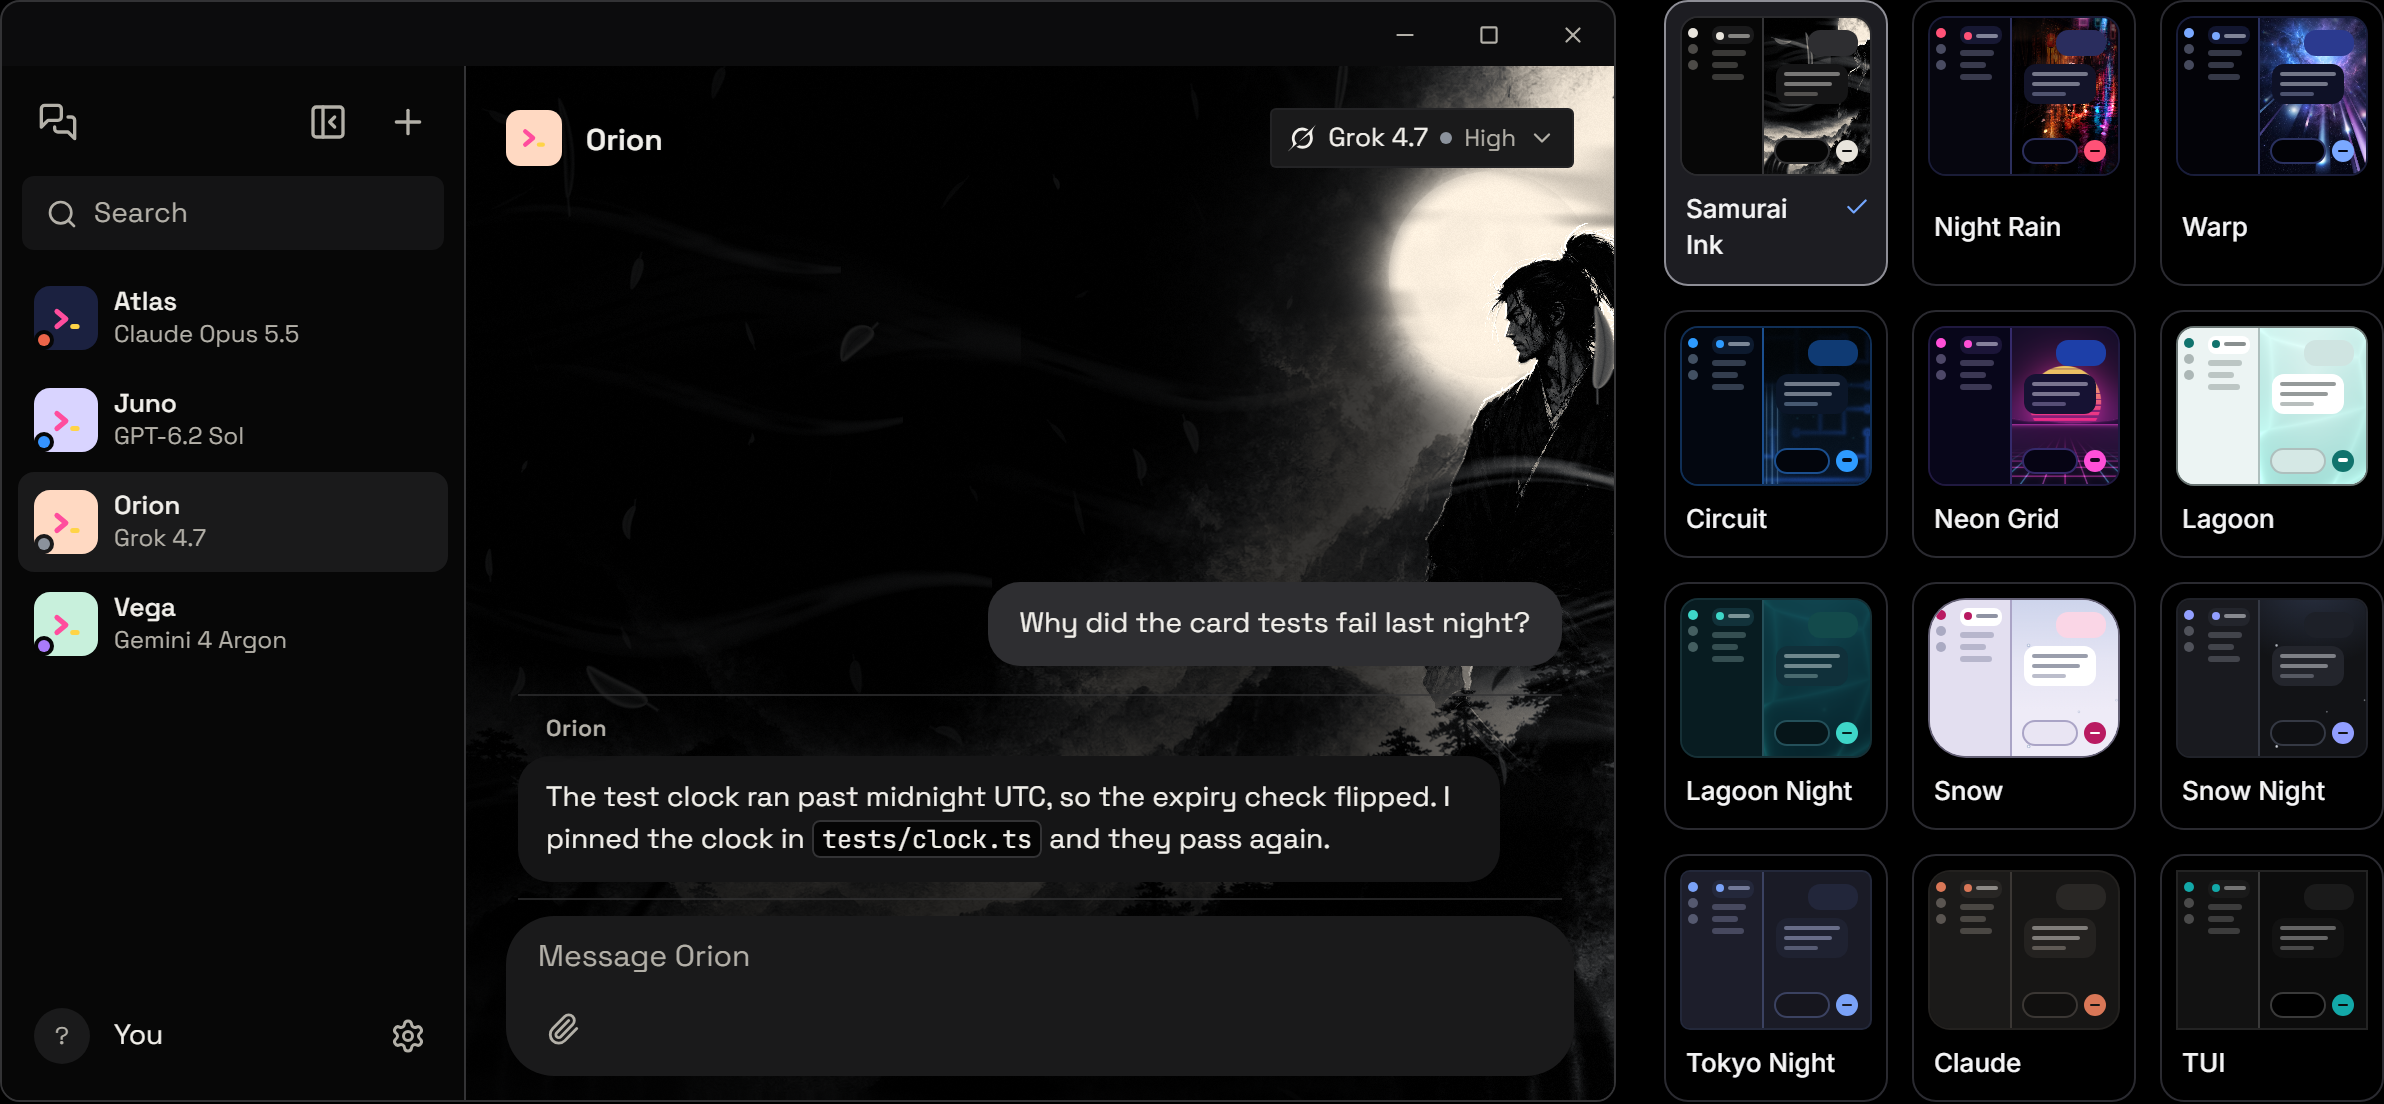 Search
Atlas
Claude Opus 5.5
Juno
GPT-6.2 Sol
Orion
Grok 4.7
Vega
Gemini 4 Argon
? You
Orion
Grok 4.7 High
Why did the card tests fail last night?
Orion
The test clock ran past midnight UTC, so the expiry check flipped. I
pinned the clock in tests/clock.ts and they pass again.
Message Orion
Samurai
Ink
Night Rain
Warp
Circuit
Neon Grid
Lagoon
Lagoon Night
Snow
Snow Night
Tokyo Night
Claude
TUI